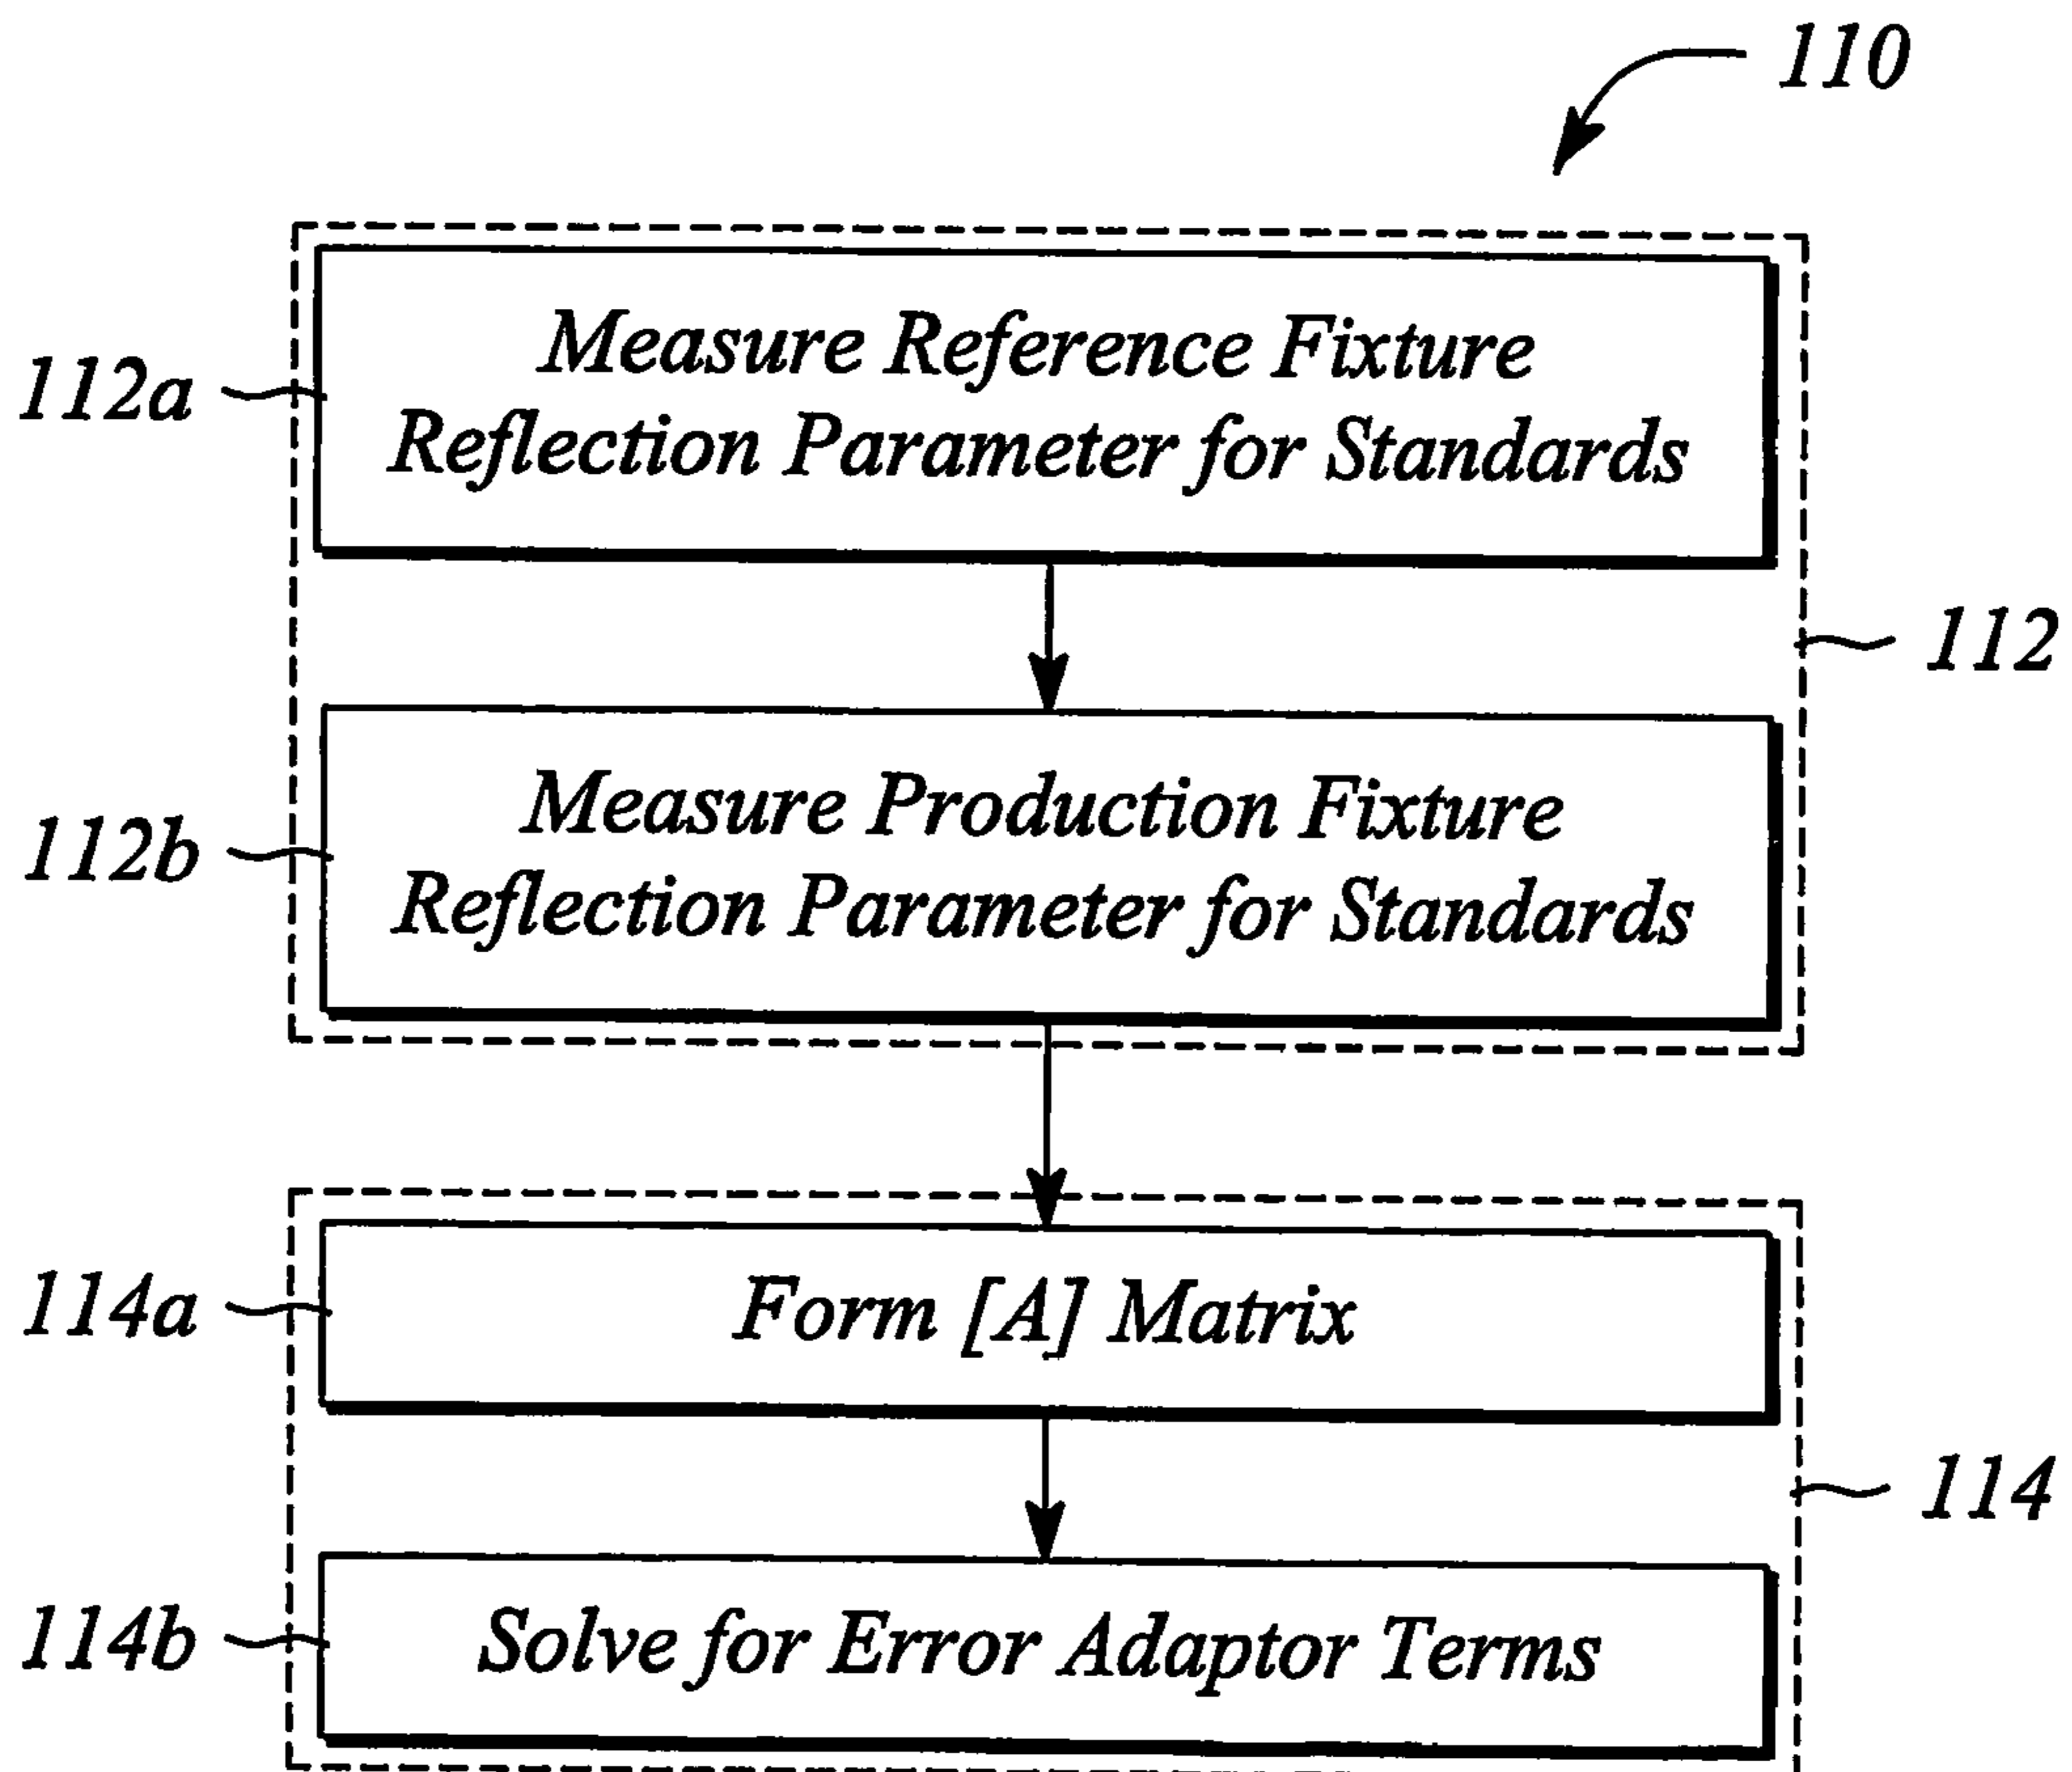 110
Measure Reference Fixture
Reflection Parameter for Standards
112a
112
Measure Production Fixture
Reflection Parameter for Standards
112b
Form [A] Matrix
114a
114
Solve for Error Adaptor Terms
114b